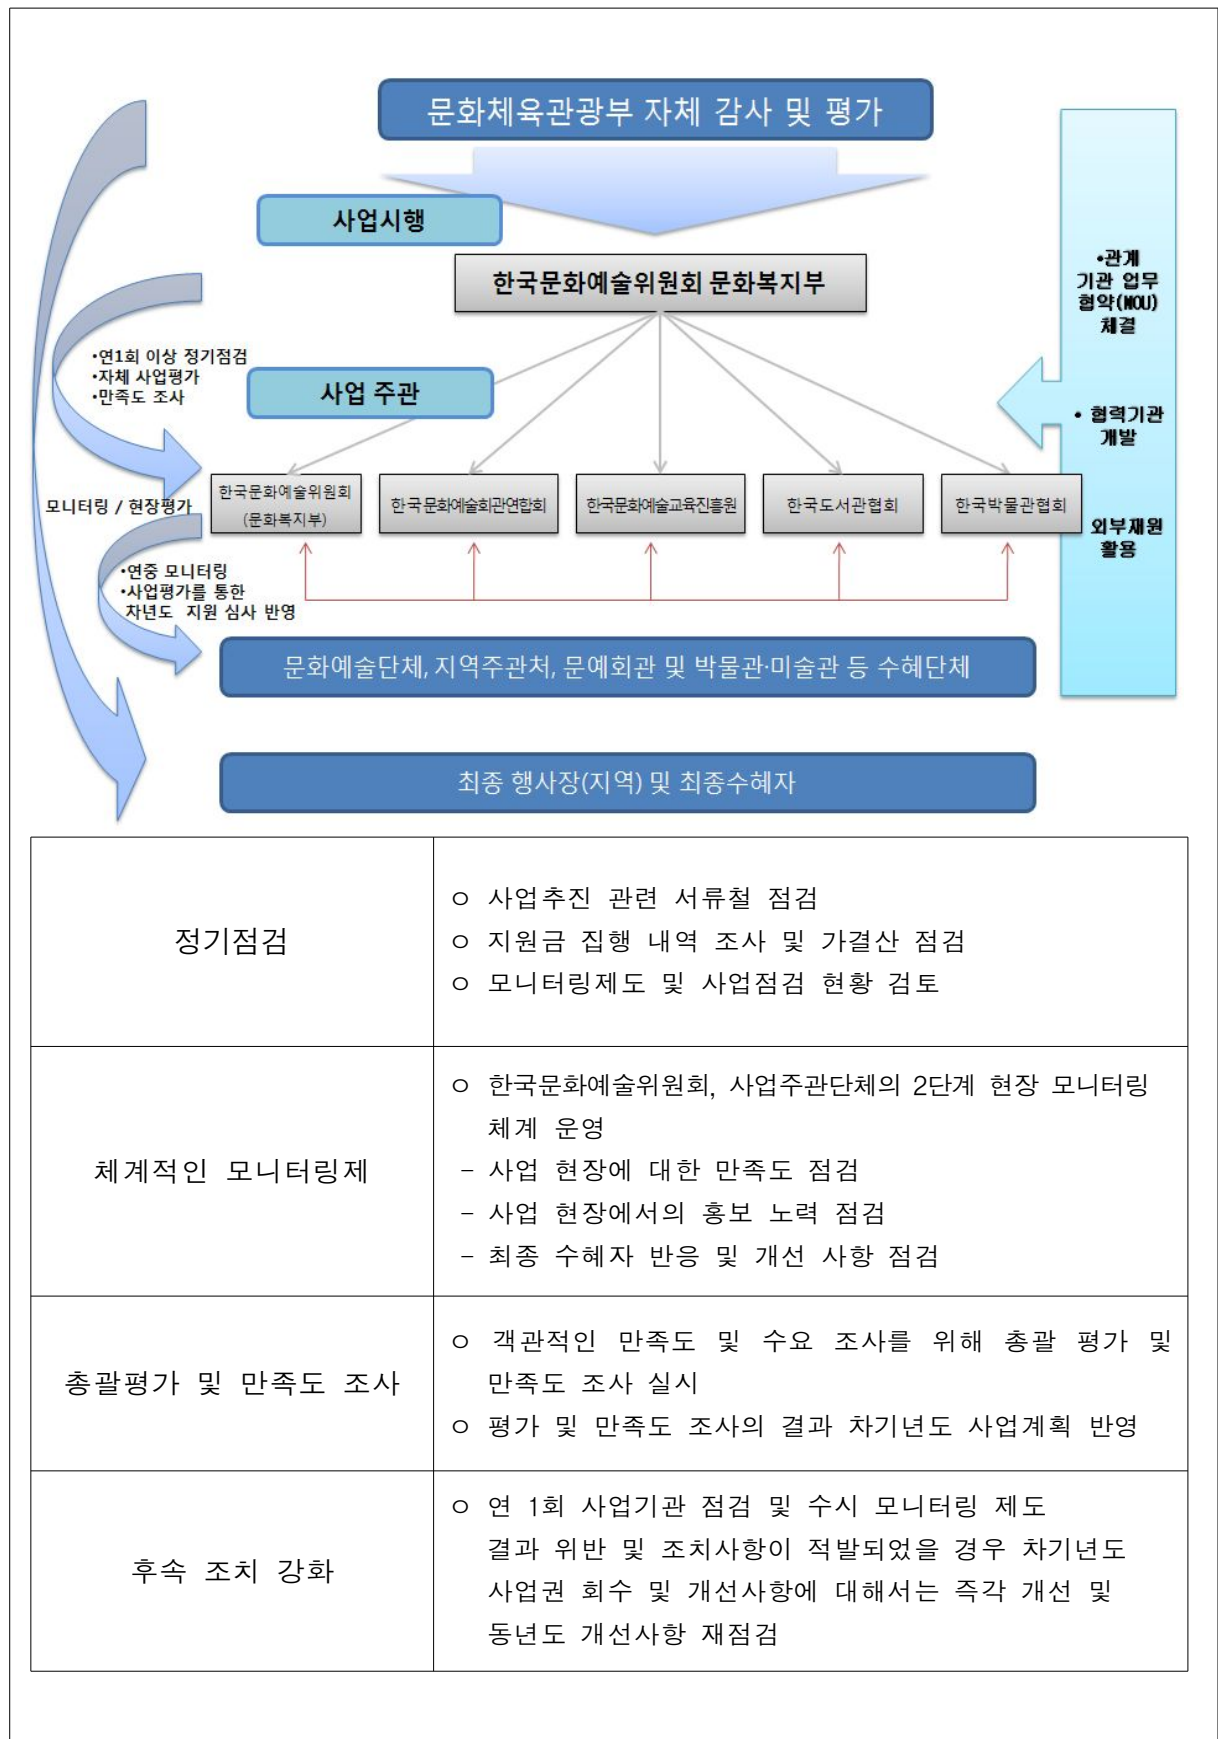 문화체육관광부 자체 감사 및 평가
사업시행
한국문화예술위원회 문화복지부
•연1회 이상 정기점검
•자체 사업평가
•만족도 조사
사업 주관
모니터링 / 현장평가
한국문화예술위원회
(문화복지부)
한국문화예술회관연합회
한국문화예술교육진흥원
한국도서관협회
한국박물관협회
•연중 모니터링
•사업평가를 통한
차년도 지원 심사 반영
•관계
기관 업무
협약(MOU)
체결
• 협력기관
개발
외부재원
활용
문화예술단체, 지역주관처, 문예회관 및 박물관·미술관 등 수혜단체
최종 행사장(지역) 및 최종수혜자
정기점검
ㅇ 사업추진 관련 서류철 점검
ㅇ 지원금 집행 내역 조사 및 가결산 점검
ㅇ 모니터링제도 및 사업점검 현황 검토
체계적인 모니터링제
ㅇ 한국문화예술위원회, 사업주관단체의 2단계 현장 모니터링
체계 운영
- 사업 현장에 대한 만족도 점검
- 사업 현장에서의 홍보 노력 점검
- 최종 수혜자 반응 및 개선 사항 점검
총괄평가 및 만족도 조사
ㅇ 객관적인 만족도 및 수요 조사를 위해 총괄 평가 및
만족도 조사 실시
ㅇ 평가 및 만족도 조사의 결과 차기년도 사업계획 반영
후속 조치 강화
ㅇ 연 1회 사업기관 점검 및 수시 모니터링 제도
결과 위반 및 조치사항이 적발되었을 경우 차기년도
사업권 회수 및 개선사항에 대해서는 즉각 개선 및
동년도 개선사항 재점검